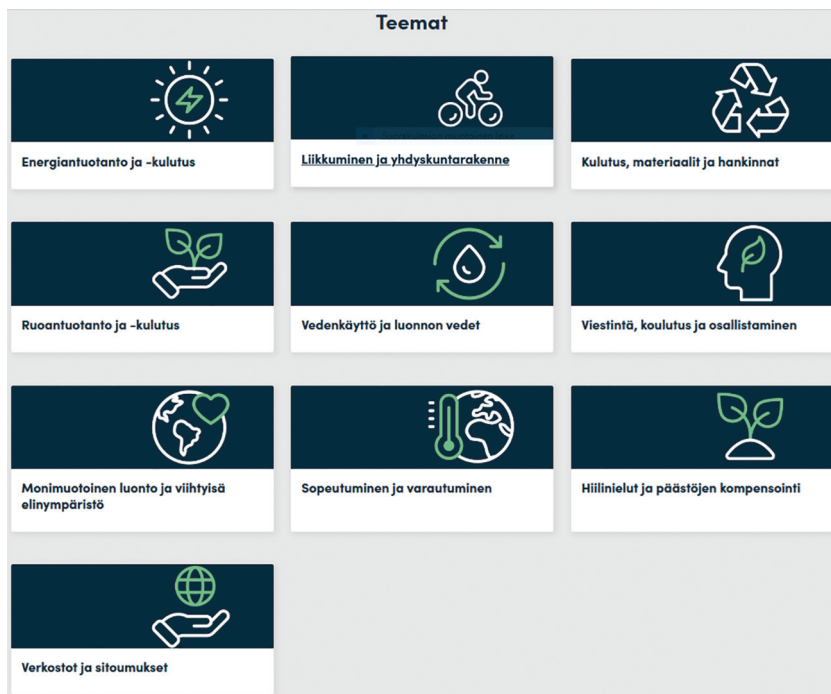 Teemat
Energiantuotanto ja -kulutus
Liikkuminen ja yhdyskuntarakenne
Kulutus, materiaalit ja hankinnat
Ruoantuotanto ja -kulutus
Vedenkäyttö ja luonnon vedet
Viestintä, koulutus ja osallistaminen
Monimuotoinen luonto ja viihtyisä
elinympäristö
Sopeutuminen ja varautuminen
Hiilinielut ja päästöjen kompensointi
Verkostot ja sitoumukset